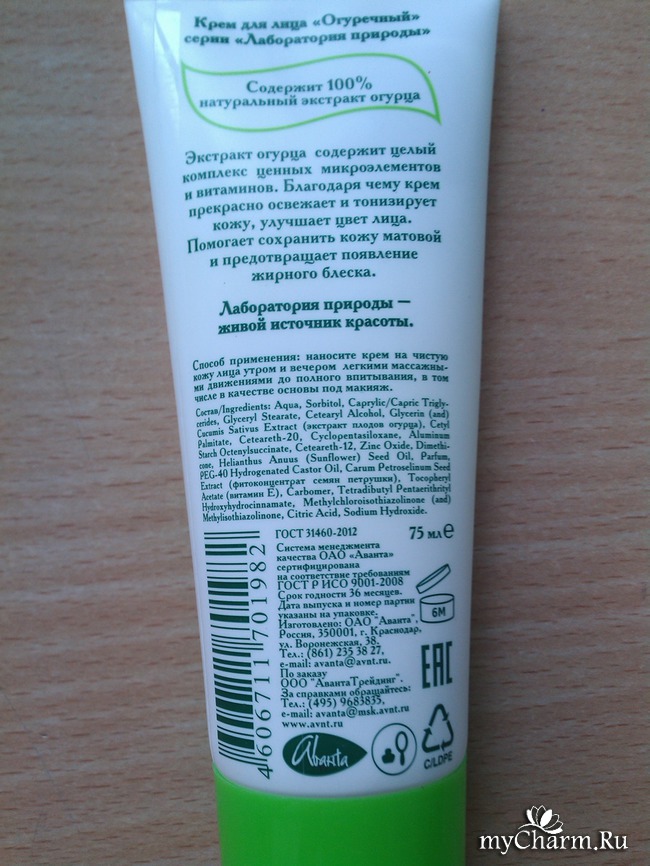 Крем для лица «Огуречный»
серии «Лаборатория природы»
Содержит 100%
натуральный экстракт огурца
Экстракт огурца содержит целый
комплекс ценных микроэлементов
и витаминов. Благодаря чему крем
прекрасно освежает и тонизирует
кожу, улучшает цвет лица.
Помогает сохранить кожу матовой
и предотвращает появление
жирного блеска.
Лаборатория природы —
живой источник красоты.
Способ применения: наносите крем на чистую
кожу лица утром и вечером легкими массажны-
ми движениями до полного впитывания, в том
числе в качестве основы под макияж.
Состав/Ingredients: Aqua, Sorbitol, Caprylic/Capric Trigly-
cerides, Glyceryl Stearate, Cetearyl Alcohol, Glycerin (and)
Cucumis Sativus Extract (экстракт плодов огурца), Cetyl
Palmitate, Ceteareth-20, Cyclopentasiloxane, Aluminum
Starch Octenylsuccinate, Ceteareth-12, Zinc Oxide, Dimethi-
cone, Helianthus Anuus (Sunflower) Seed Oil, Parfum,
PEG-40 Hydrogenated Castor Oil, Carum Petroselinum Seed
Extract (фитоконцентрат семян петрушки), Tocopheryl
Acetate (витамин Е), Carbomer, Tetradibutyl Pentaerithrityl
Hydroxyhydrocinnamate, Methylchloroisothiazolinone (and)
Methylisothiazolinone, Citric Acid, Sodium Hydroxide.
ГОСТ 31460-2012 75 мл e
Система менеджмента
качества ОАО «Аванта»
сертифицирована
на соответствие требованиям
ГОСТ Р ИСО 9001-2008
Срок годности 36 месяцев.
Дата выпуска и номер партии
указаны на упаковке.
Изготовлено: ОАО "Аванта",
Россия, 350001, г. Краснодар,
ул. Воронежская, 38.
Тел.: (861) 235 38 27,
e-mail: avanta@avnt.ru.
По заказу
ООО "АвантаТрейдинг".
За справками обращайтесь:
Тел.: (495) 9683835,
e-mail: avanta@msk.avnt.ru
www.avnt.ru
6М
ЕАС
4606711701982
Avanta
C/LDPE
myCharm.Ru